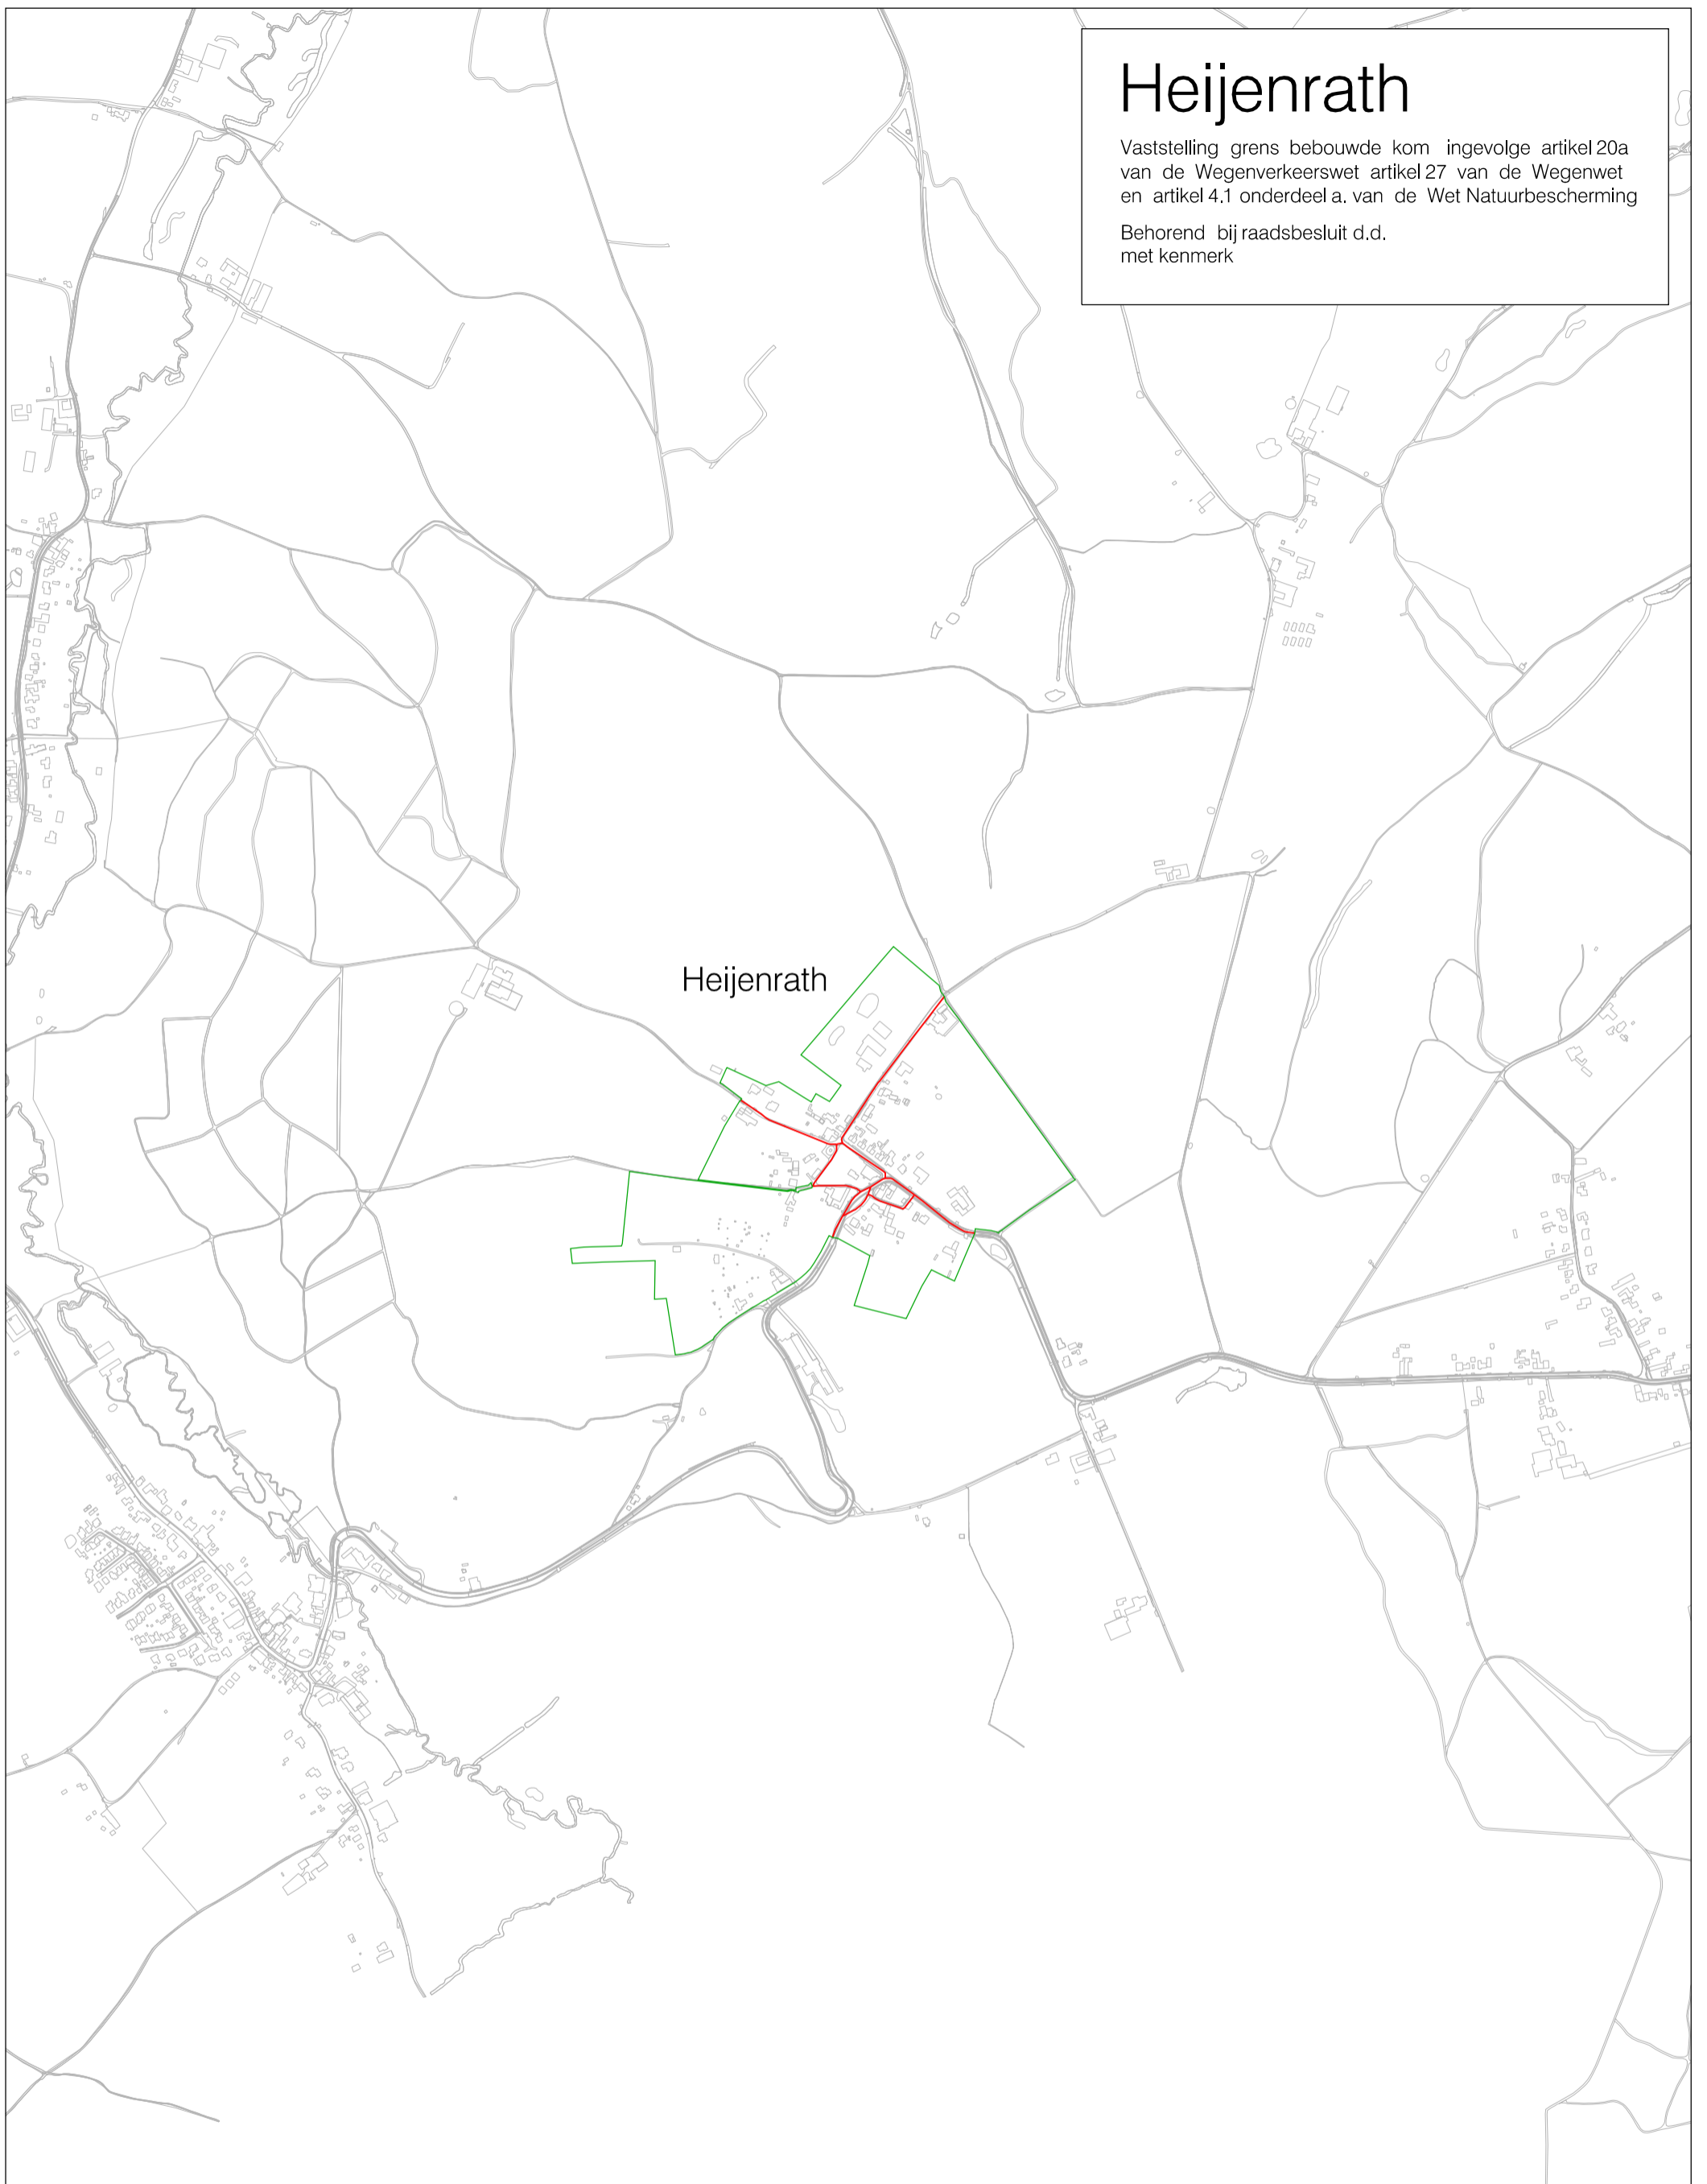 Heijenrath
Vaststelling grens bebouwde kom ingevolge artikel 20a
van de Wegenverkeerswet artikel 27 van de Wegenwet
en artikel 4.1 onderdeel a. van de Wet Natuurbescherming
Behorend bij raadsbesluit d.d.
met kenmerk
Heijenrath